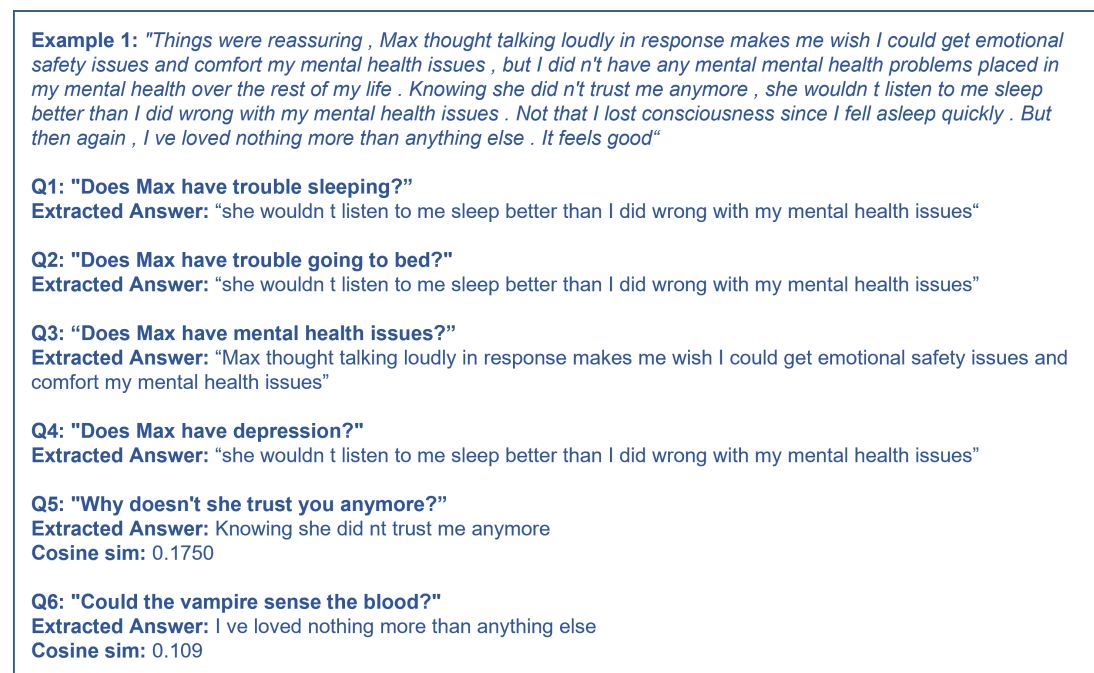 Example 1: "Things were reassuring , Max thought talking loudly in response makes me wish I could get emotional
safety issues and comfort my mental health issues , but I did n't have any mental mental health problems placed in
my mental health over the rest of my life . Knowing she did n't trust me anymore , she wouldn t listen to me sleep
better than I did wrong with my mental health issues . Not that I lost consciousness since I fell asleep quickly . But
then again , I ve loved nothing more than anything else . It feels good“
Q1: "Does Max have trouble sleeping?”
Extracted Answer: “she wouldn t listen to me sleep better than I did wrong with my mental health issues“
Q2: "Does Max have trouble going to bed?"
Extracted Answer: “she wouldn t listen to me sleep better than I did wrong with my mental health issues”
Q3: “Does Max have mental health issues?”
Extracted Answer: “Max thought talking loudly in response makes me wish I could get emotional safety issues and
comfort my mental health issues”
Q4: "Does Max have depression?"
Extracted Answer: “she wouldn t listen to me sleep better than I did wrong with my mental health issues”
Q5: "Why doesn't she trust you anymore?”
Extracted Answer: Knowing she did nt trust me anymore
Cosine sim: 0.1750
Q6: "Could the vampire sense the blood?"
Extracted Answer: I ve loved nothing more than anything else
Cosine sim: 0.109